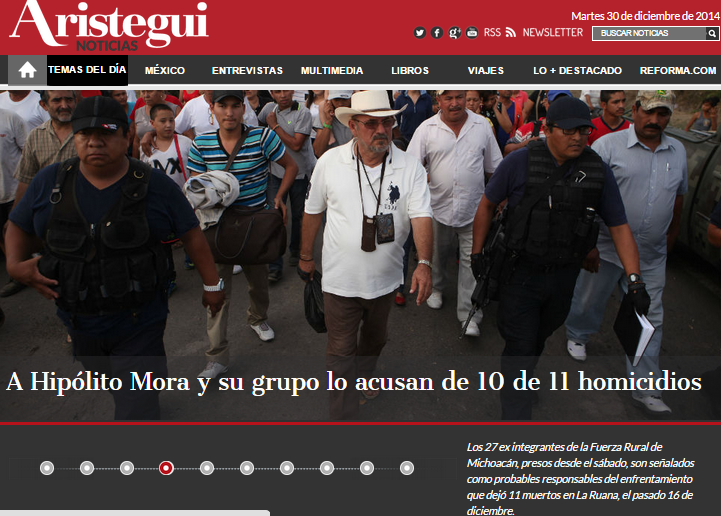 Aristegui
NOTICIAS
Martes 30 de diciembre de 2014
RSS NEWSLETTER BUSCAR NOTICIAS
TEMAS DEL DÍA MÉXICO ENTREVISTAS MULTIMEDIA LIBROS VIAJES LO + DESTACADO REFORMA.COM
A Hipólito Mora y su grupo lo acusan de 10 de 11 homicidios
Los 27 ex integrantes de la Fuerza Rural de
Michoacán, presos desde el sábado, son señalados
como probables responsables del enfrentamiento
que dejó 11 muertos en La Ruana, el pasado 16 de
diciembre.